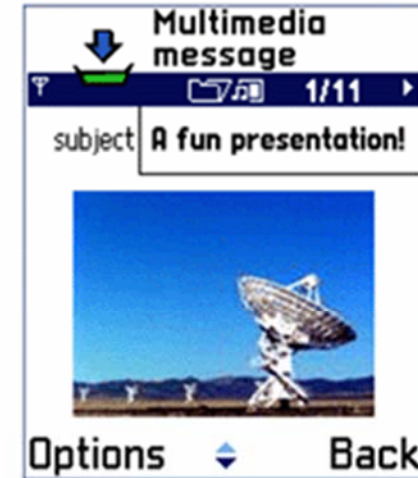 Multimedia
message
1/11
subject A fun presentation!
Options Back